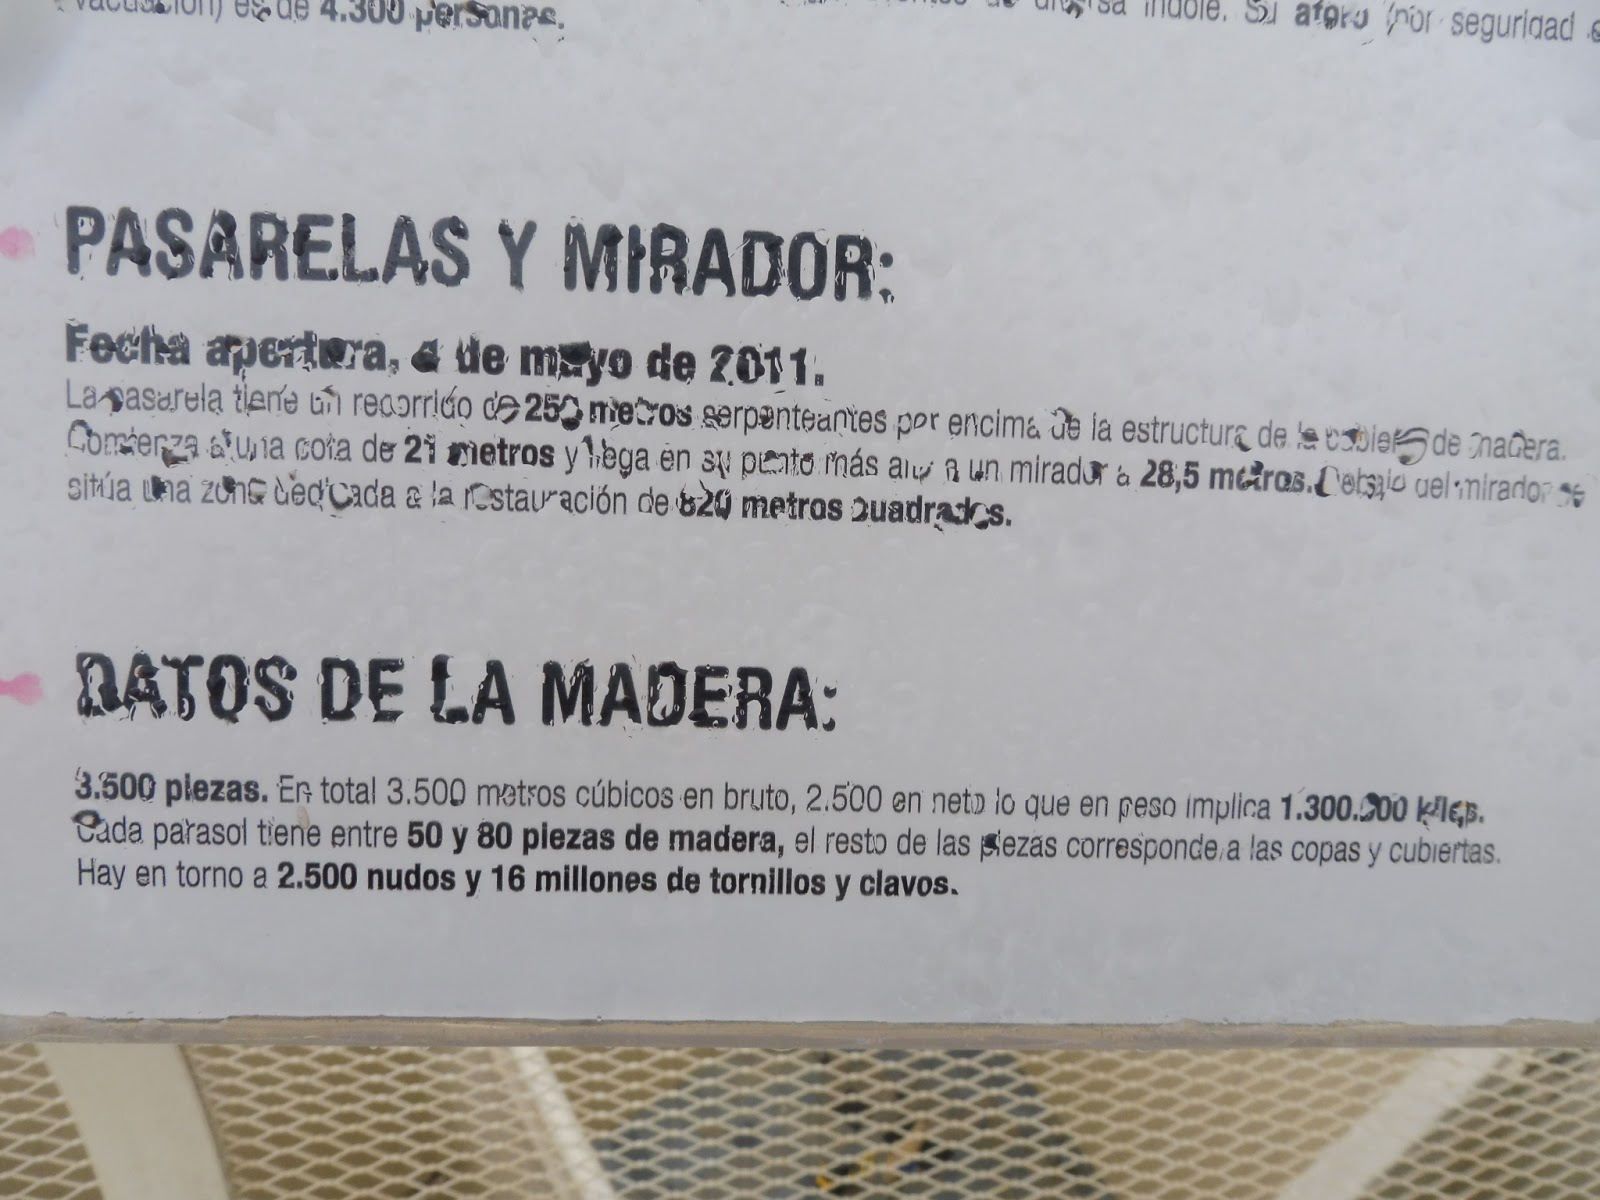 evacuación) es de 4.300 personas.
de diversa índole. Su aforo (por seguridad
PASARELAS Y MIRADOR:
Fecha apertura, 4 de mayo de 2011.
La pasarela tiene un recorrido de 250 metros serpenteantes por encima de la estructura de la cubierta de madera.
Comienza a una cota de 21 metros y llega en su punto más alto a un mirador a 28,5 metros. Debajo del mirador se
sitúa una zona dedicada a la restauración de 820 metros cuadrados.
DATOS DE LA MADERA:
3.500 piezas. En total 3.500 metros cúbicos en bruto, 2.500 en neto lo que en peso implica 1.300.000 kilos.
Cada parasol tiene entre 50 y 80 piezas de madera, el resto de las piezas corresponde a las copas y cubiertas.
Hay en torno a 2.500 nudos y 16 millones de tornillos y clavos.